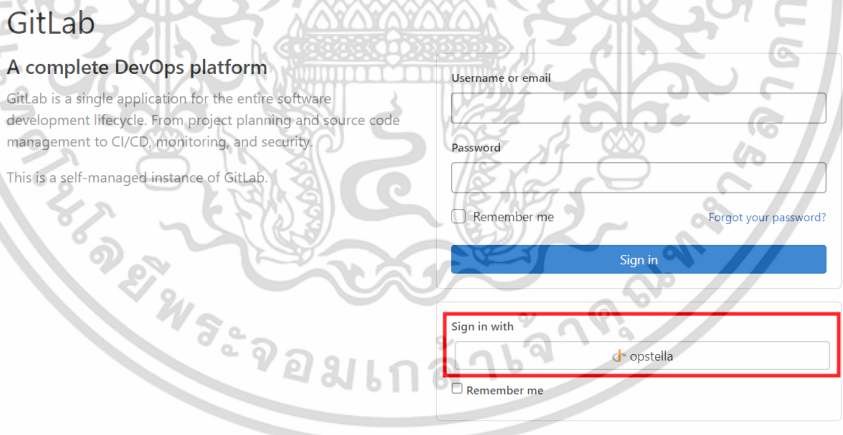 GitLab
A complete DevOps platform
GitLab is a single application for the entire software
development lifecycle. From project planning and source code
management to CI/CD, monitoring, and security.
This is a self-managed instance of GitLab.
Username or email
Password
Remember me
Forgot your password?
Sign in
Sign in with
opstella
Remember me